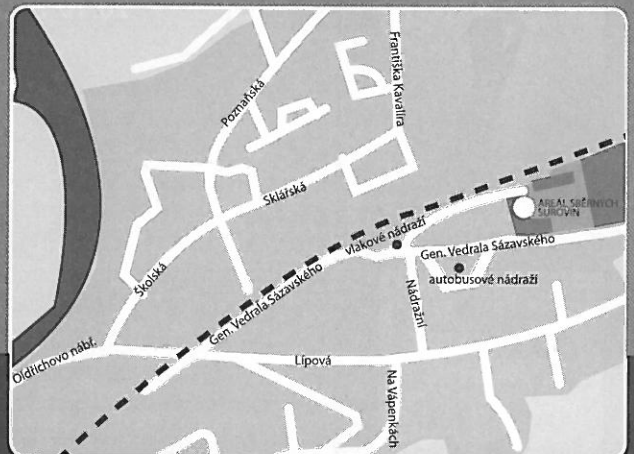 Františka Kavalíra
Poznaňská
Sklářská
AREÁL SBĚRNÝCH
SUROVIN
vlakové nádraží
Gen. Vedrala Sázavského
autobusové nádraží
Školská
Gen. Vedrala Sázavského
Nádražní
Oldřichovo nábř.
Lípová
Na Vápenkách